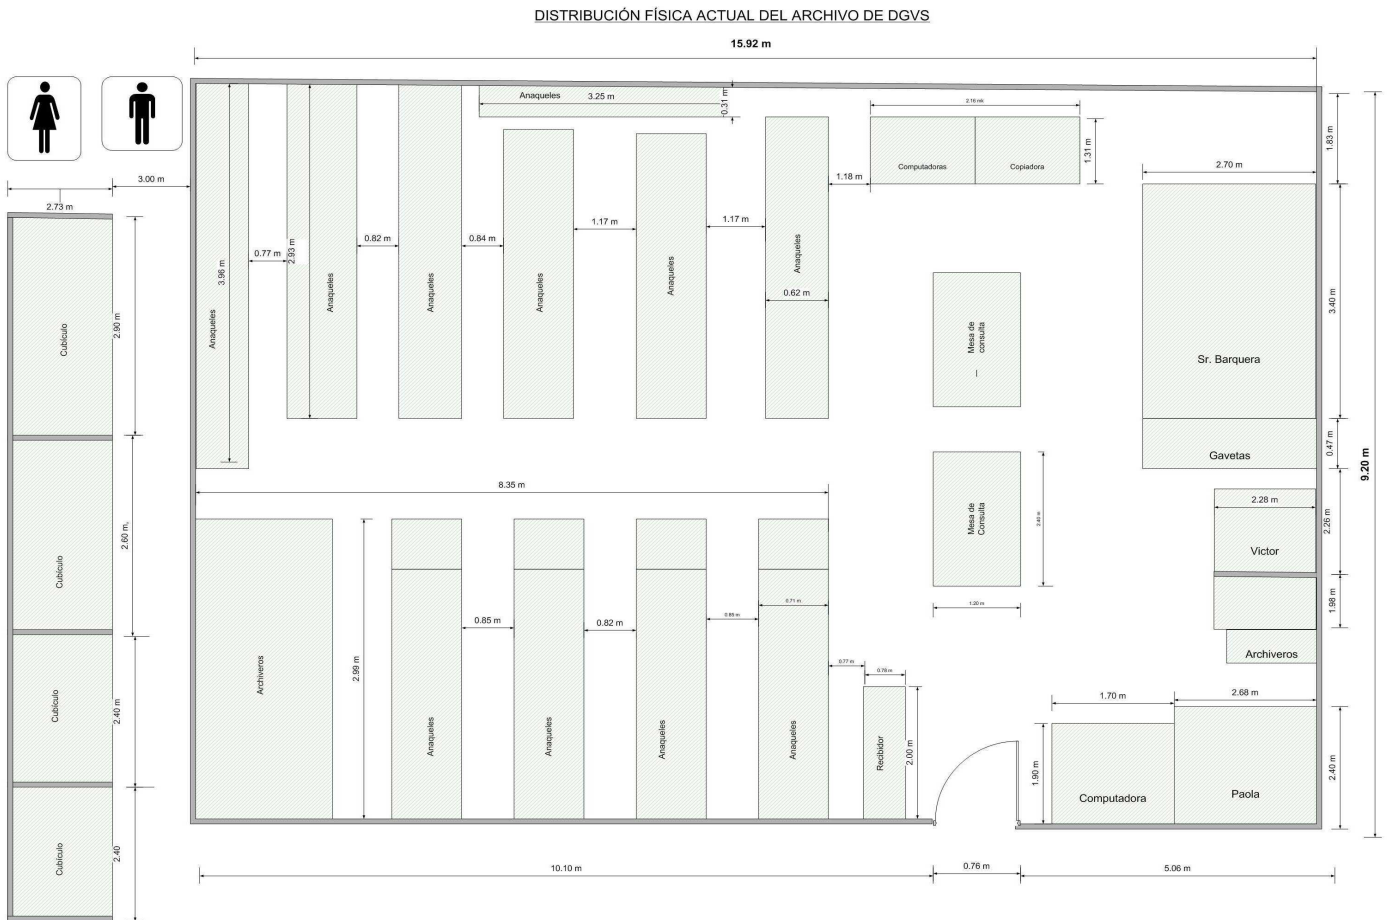 DISTRIBUCIÓN FÍSICA ACTUAL DEL ARCHIVO DE DGVS
15.92 m
Anaqueles
3.25 m
0.31 m
2.16 mts
1.83 m
Computadoras
Copiadora
1.31 m
2.70 m
3.00 m
2.73 m
1.18 m
0.77 m
3.96 m
2.93 m
0.82 m
0.84 m
1.17 m
1.17 m
Anaqueles
Anaqueles
Anaqueles
Anaqueles
Anaqueles
Anaqueles
0.62 m
Mesa de
consulta
Sr. Barquera
3.40 m
Cubículo
2.90 m
Gavetas
0.47 m
9.20 m
8.35 m
Mesa de
Consulta
2.40 m
1.20 m
2.28 m
Victor
2.26 m
Cubículo
2.60 m,
1.98 m
Archiveros
Archiveros
2.99 m
0.85 m
0.82 m
0.85 m
0.71 m
0.77 m
0.78 m
Anaqueles
Anaqueles
Anaqueles
Anaqueles
Recibidor
2.00 m
Cubículo
2.40 m
1.70 m
2.68 m
1.90 m
Computadora
Paola
2.40 m
Cubículo
2.40
10.10 m
0.76 m
5.06 m